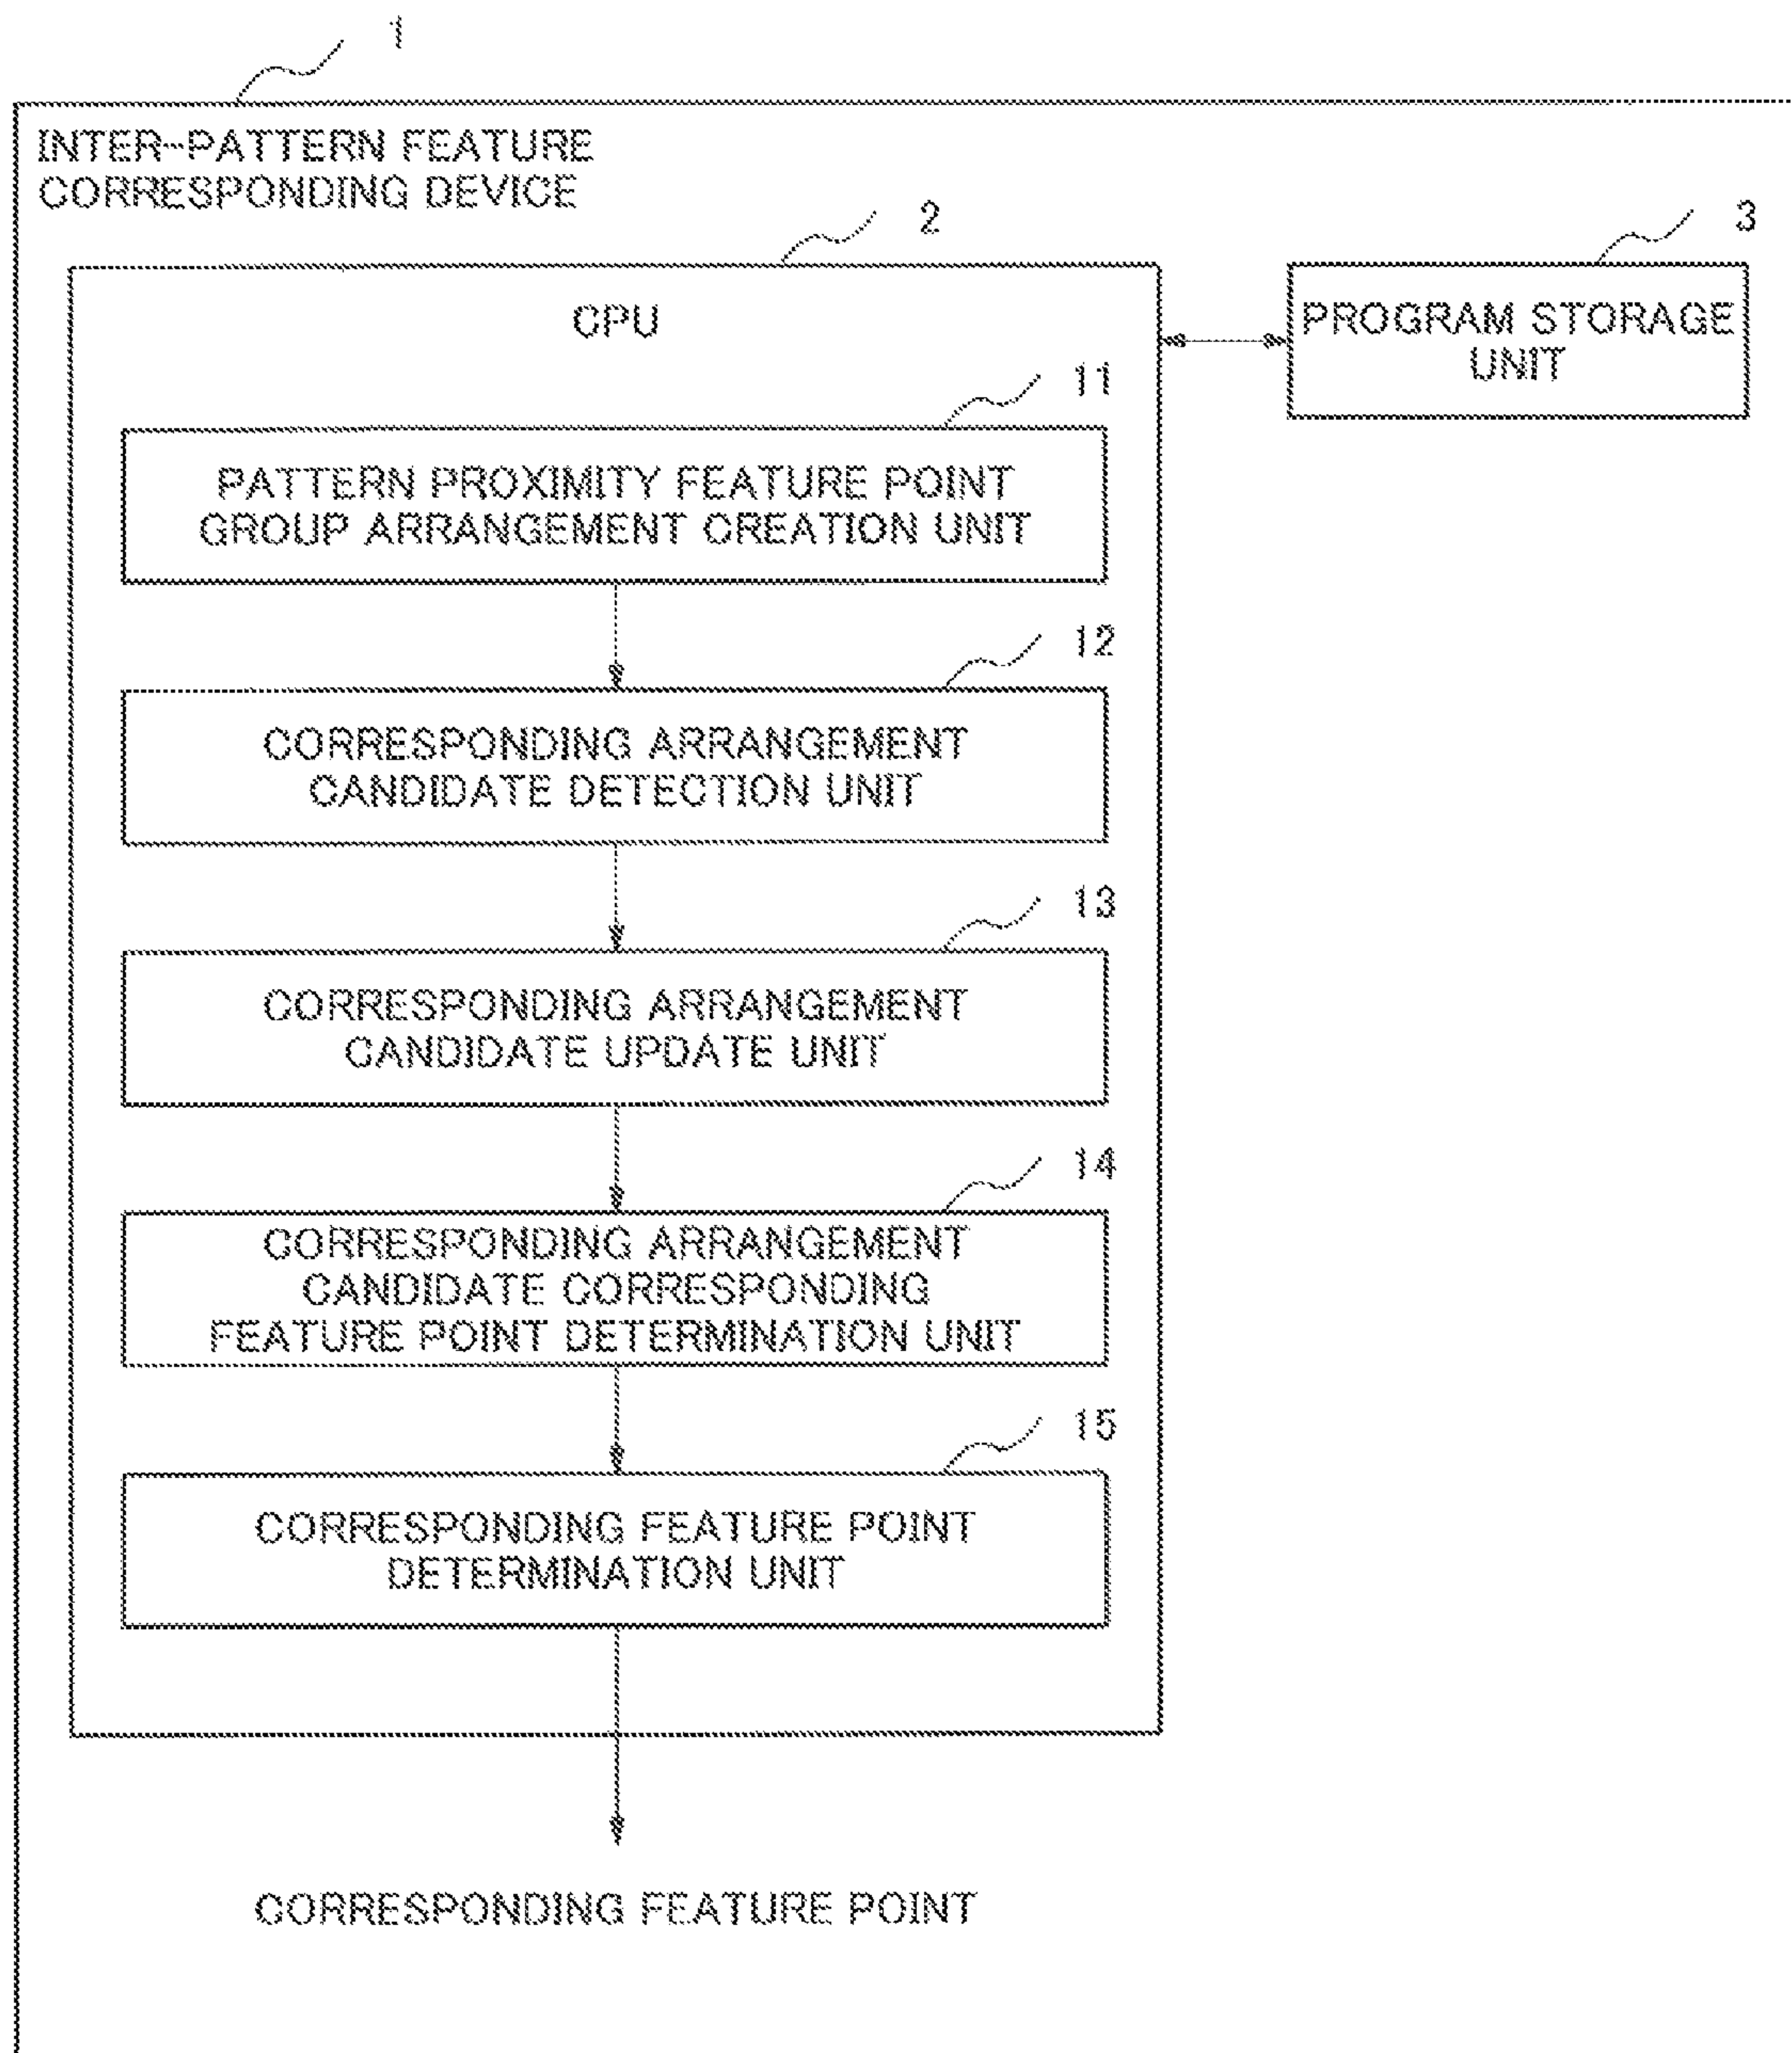 1
INTER-PATTERN FEATURE
CORRESPONDING DEVICE
2
3
CPU
PROGRAM STORAGE
UNIT
11
PATTERN PROXIMITY FEATURE POINT
GROUP ARRANGEMENT CREATION UNIT
12
CORRESPONDING ARRANGEMENT
CANDIDATE DETECTION UNIT
13
CORRESPONDING ARRANGEMENT
CANDIDATE UPDATE UNIT
14
CORRESPONDING ARRANGEMENT
CANDIDATE CORRESPONDING
FEATURE POINT DETERMINATION UNIT
15
CORRESPONDING FEATURE POINT
DETERMINATION UNIT
CORRESPONDING FEATURE POINT